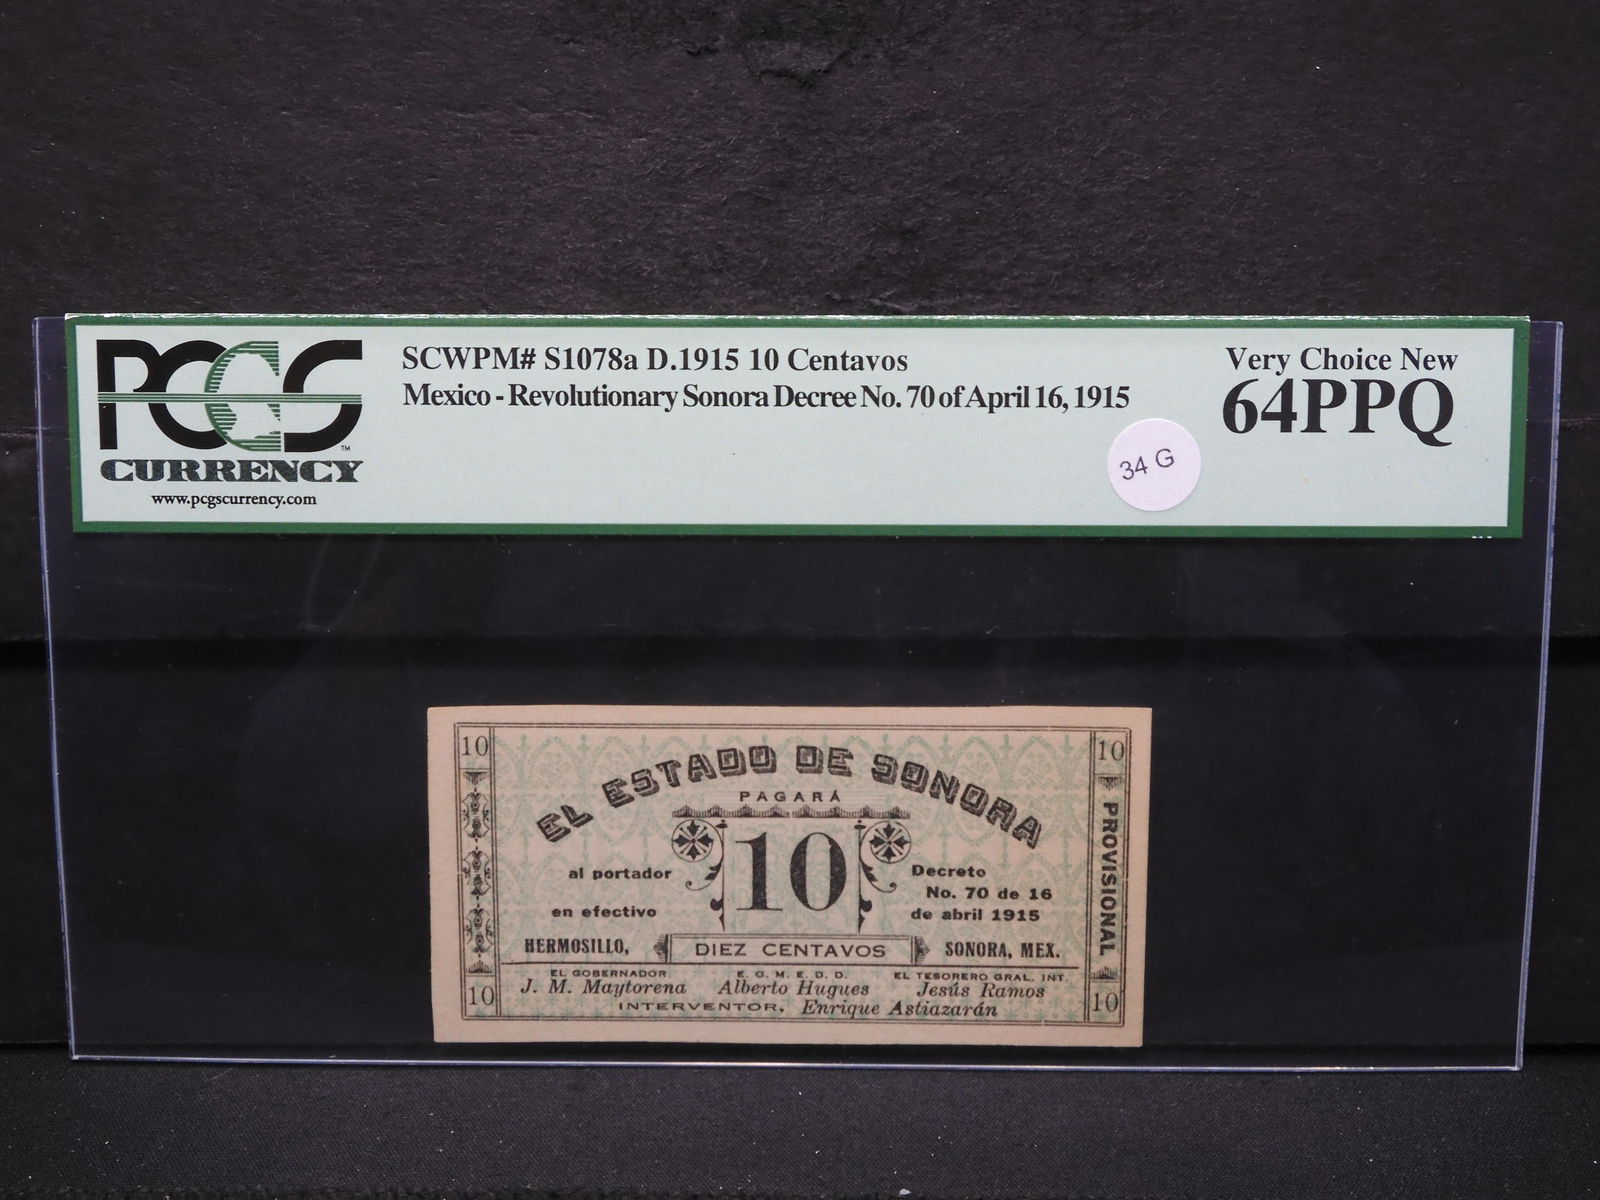 PCGS™
CURRENCY
www.pcgscurrency.com
SCWPM# S1078a D.1915 10 Centavos
Mexico - Revolutionary Sonora Decree No. 70 of April 16, 1915
Very Choice New
64PPQ
34 G
10
10
EL ESTADO DE SONORA
PAGARÁ
10
al portador
en efectivo
Decreto
No. 70 de 16
de abril 1915
PROVISIONAL
HERMOSILLO,
DIEZ CENTAVOS
SONORA, MEX.
EL GOBERNADOR
E. O. M. E. O. D.
EL TESORERO GRAL. INT.
J. M. Maytorena
Alberto Hugues
Jesús Ramos
INTERVENTOR, Enrique Astiazarán
10
10